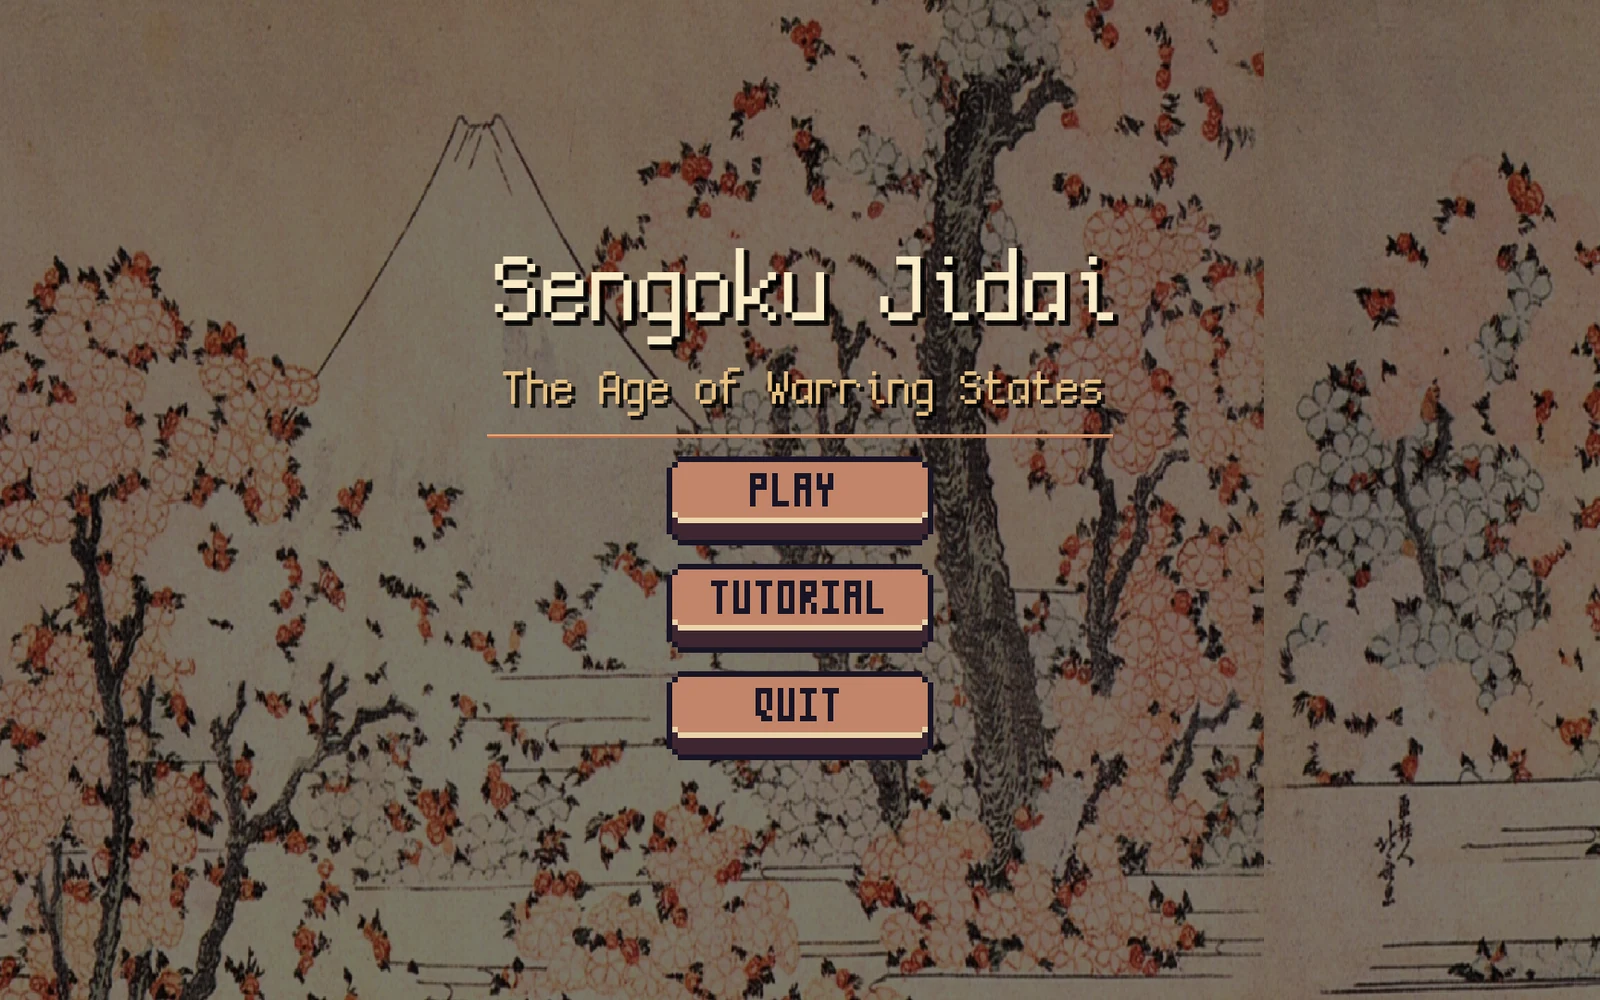 Sengoku Jidai
The Age of Warring States
PLAY
TUTORIAL
QUIT